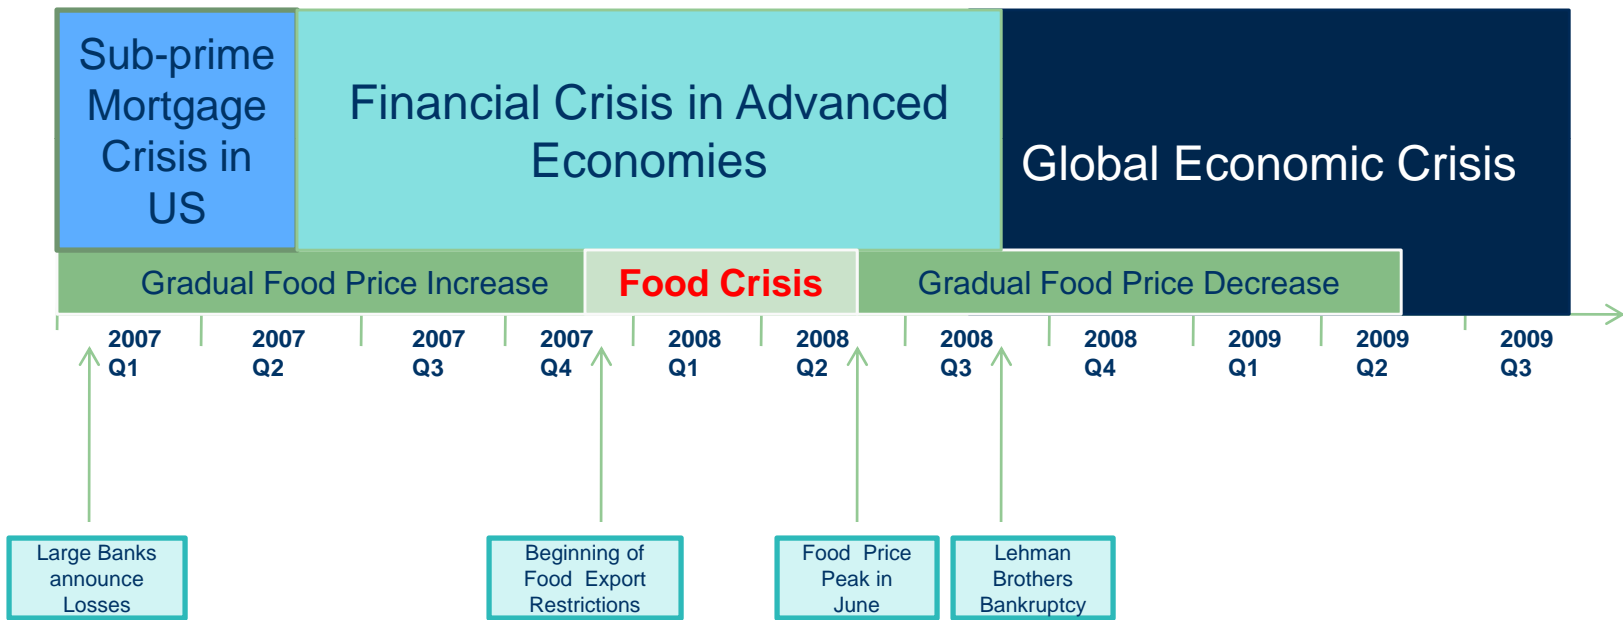 Sub-prime
Mortgage
Crisis in
US
Financial Crisis in Advanced
Economies
Global Economic Crisis
Gradual Food Price Increase
Food Crisis
Gradual Food Price Decrease
2007
Q1
2007
Q2
2007
Q3
2007
Q4
2008
Q1
2008
Q2
2008
Q3
2008
Q4
2009
Q1
2009
Q2
2009
Q3
Large Banks
announce
Losses
Beginning of
Food Export
Restrictions
Food Price
Peak in
June
Lehman
Brothers
Bankruptcy